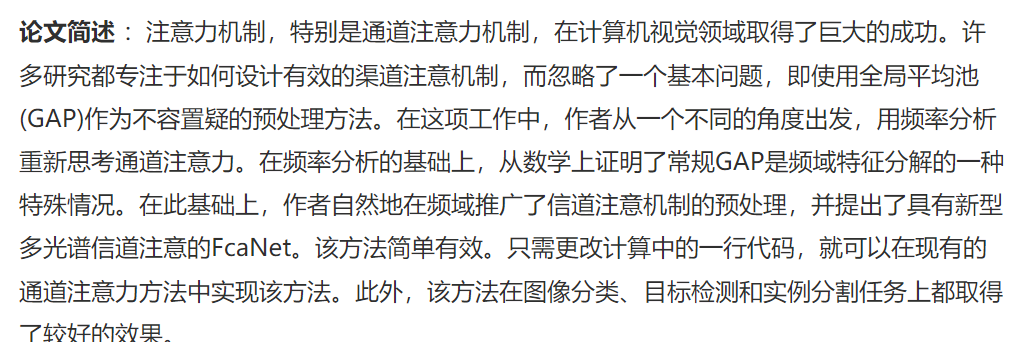 论文简述 ：注意力机制，特别是通道注意力机制，在计算机视觉领域取得了巨大的成功。许
多研究都专注于如何设计有效的渠道注意机制，而忽略了一个基本问题，即使用全局平均池
(GAP)作为不容置疑的预处理方法。在这项工作中，作者从一个不同的角度出发，用频率分析
重新思考通道注意力。在频率分析的基础上，从数学上证明了常规GAP是频域特征分解的一种
特殊情况。在此基础上，作者自然地在频域推广了信道注意机制的预处理，并提出了具有新型
多光谱信道注意的FcaNet。该方法简单有效。只需更改计算中的一行代码，就可以在现有的
通道注意力方法中实现该方法。此外，该方法在图像分类、目标检测和实例分割任务上都取得
了较好的效果。